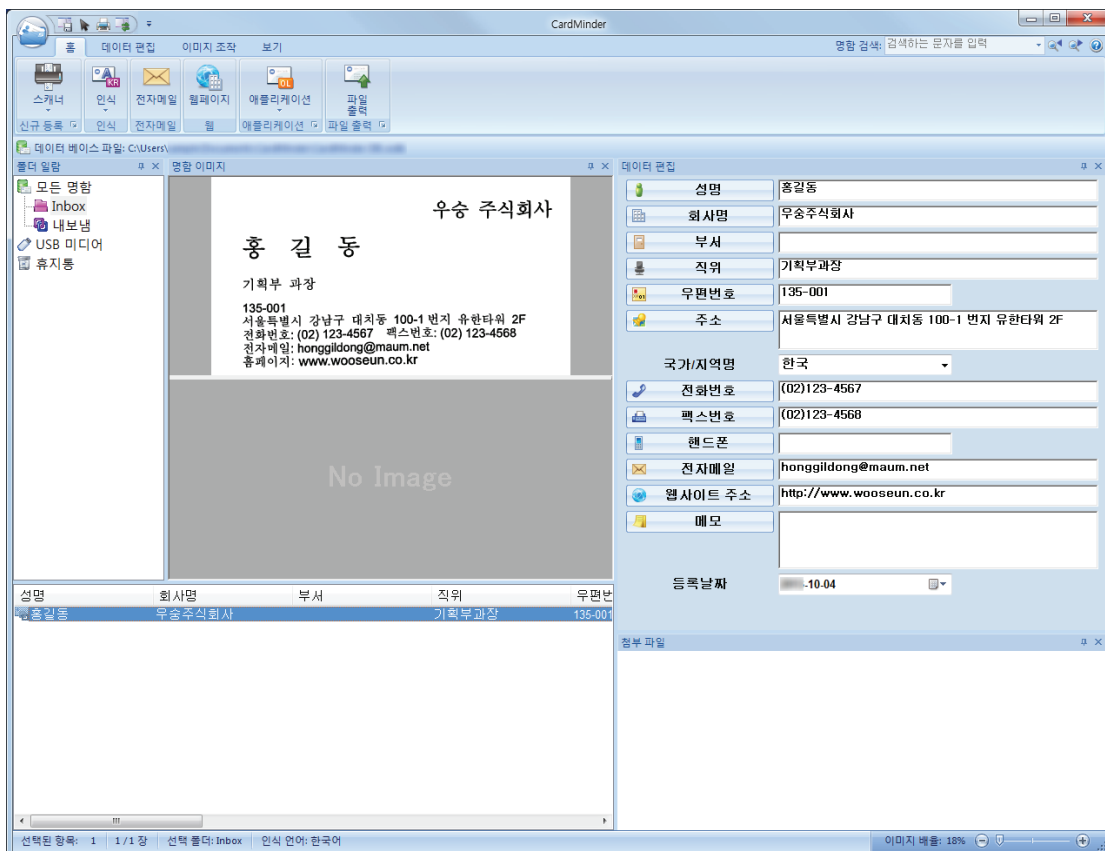 CardMinder
홈 데이터 편집 이미지 조작 보기
명함 검색: 검색하는 문자를 입력
KR
OL
스캐너 인식 전자메일 웹페이지 애플리케이션 파일
출력
신규 등록 인식 전자메일 웹 애플리케이션 파일 출력
데이터 베이스 파일: C:\Users\
폴더 일람
모든 명함
Inbox
내보냄
USB 미디어
휴지통
명함 이미지
우승 주식회사
홍 길 동
기획부 과장
135-001
서울특별시 강남구 대치동 100-1 번지 유한타워 2F
전화번호: (02) 123-4567 팩스번호: (02) 123-4568
전자메일: honggildong@maum.net
홈페이지: www.wooseun.co.kr
No Image
데이터 편집
성명 홍길동
회사명 우승주식회사
부서
직위 기획부과장
우편번호 135-001
주소 서울특별시 강남구 대치동 100-1 번지 유한타워 2F
국가/지역명 한국
전화번호 (02)123-4567
팩스번호 (02)123-4568
핸드폰
전자메일 honggildong@maum.net
웹사이트 주소 http://www.wooseun.co.kr
메모
등록날짜 -10-04
성명 회사명 부서 직위 우편번
홍길동 우승주식회사 기획부과장 135-001
첨부 파일
선택된 항목: 1 1/1 장 선택 폴더: Inbox 인식 언어: 한국어
이미지 배율: 18%